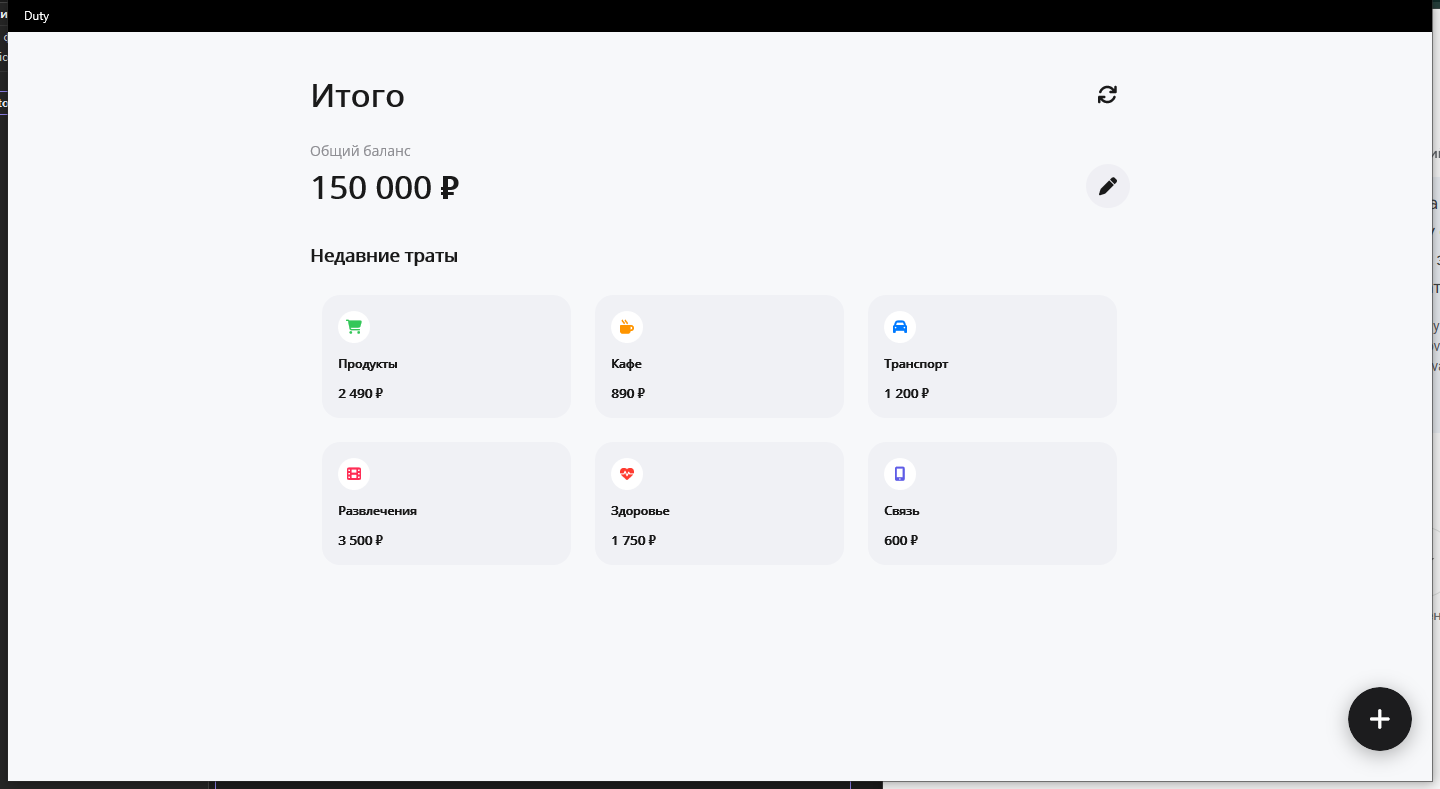 Duty
Итого
Общий баланс
150 000 ₽
Недавние траты
Продукты
2 490 ₽
Кафе
890 ₽
Транспорт
1 200 ₽
Развлечения
3 500 ₽
Здоровье
1 750 ₽
Связь
600 ₽